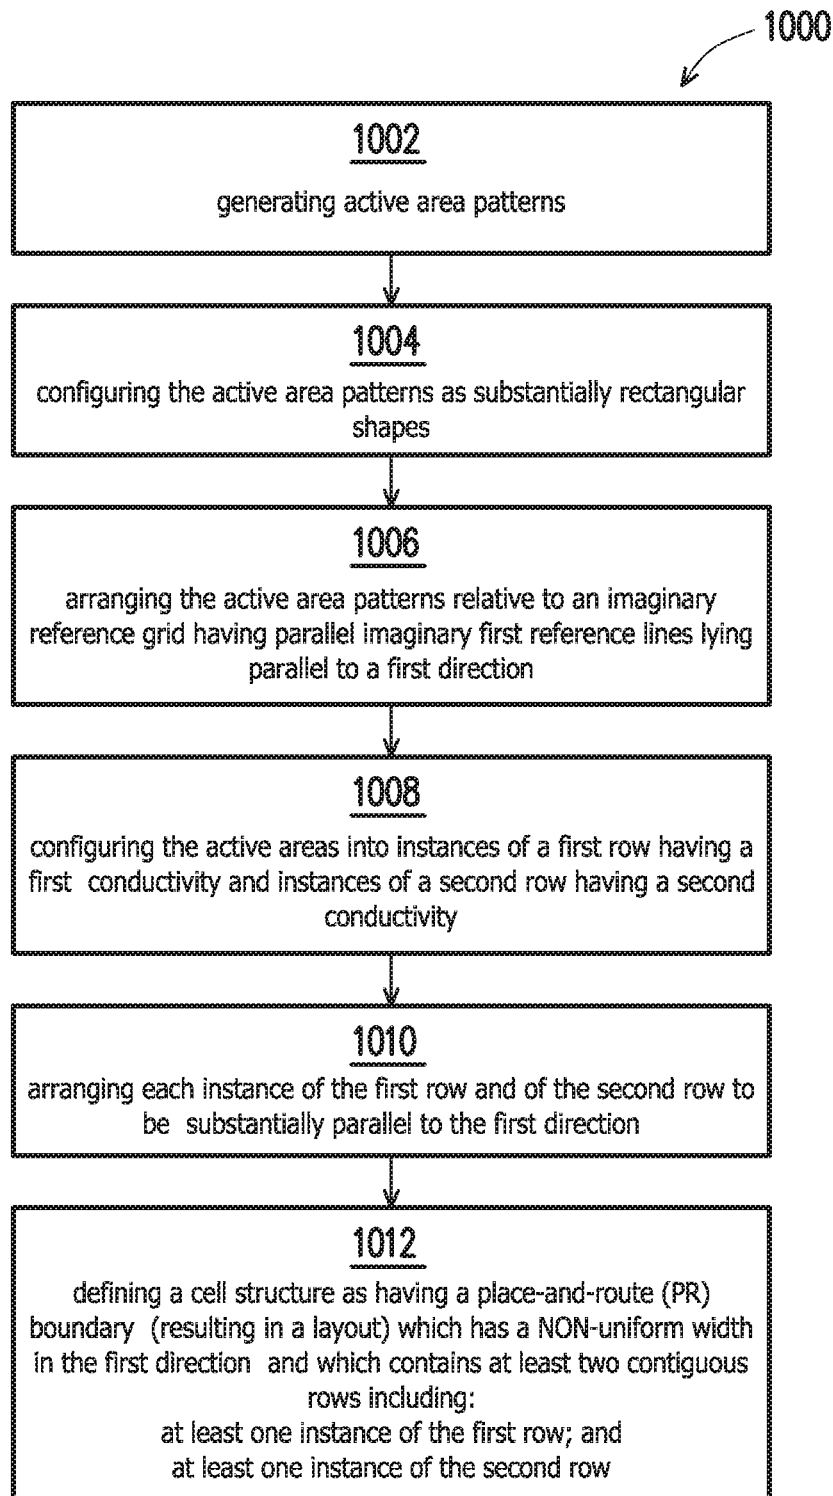 1000
1002
generating active area patterns
1004
configuring the active area patterns as substantially rectangular
shapes
1006
arranging the active area patterns relative to an imaginary
reference grid having parallel imaginary first reference lines lying
parallel to a first direction
1008
configuring the active areas into instances of a first row having a
first conductivity and instances of a second row having a second
conductivity
1010
arranging each instance of the first row and of the second row to
be substantially parallel to the first direction
1012
defining a cell structure as having a place-and-route (PR)
boundary (resulting in a layout) which has a NON-uniform width
in the first direction and which contains at least two contiguous
rows including:
at least one instance of the first row; and
at least one instance of the second row